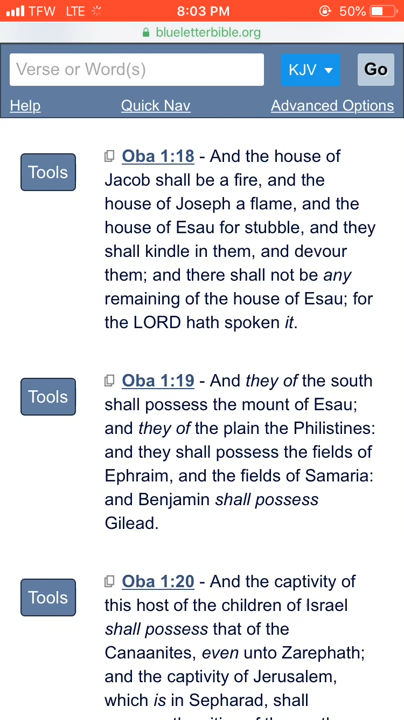 TFW LTE 8:03 PM 50%
blueletterbible.org
Verse or Word(s) KJV Go
Help Quick Nav Advanced Options
Tools
Oba 1:18 - And the house of
Jacob shall be a fire, and the
house of Joseph a flame, and the
house of Esau for stubble, and they
shall kindle in them, and devour
them; and there shall not be any
remaining of the house of Esau; for
the LORD hath spoken it.
Tools
Oba 1:19 - And they of the south
shall possess the mount of Esau;
and they of the plain the Philistines:
and they shall possess the fields of
Ephraim, and the fields of Samaria:
and Benjamin shall possess
Gilead.
Tools
Oba 1:20 - And the captivity of
this host of the children of Israel
shall possess that of the
Canaanites, even unto Zarephath;
and the captivity of Jerusalem,
which is in Sepharad, shall